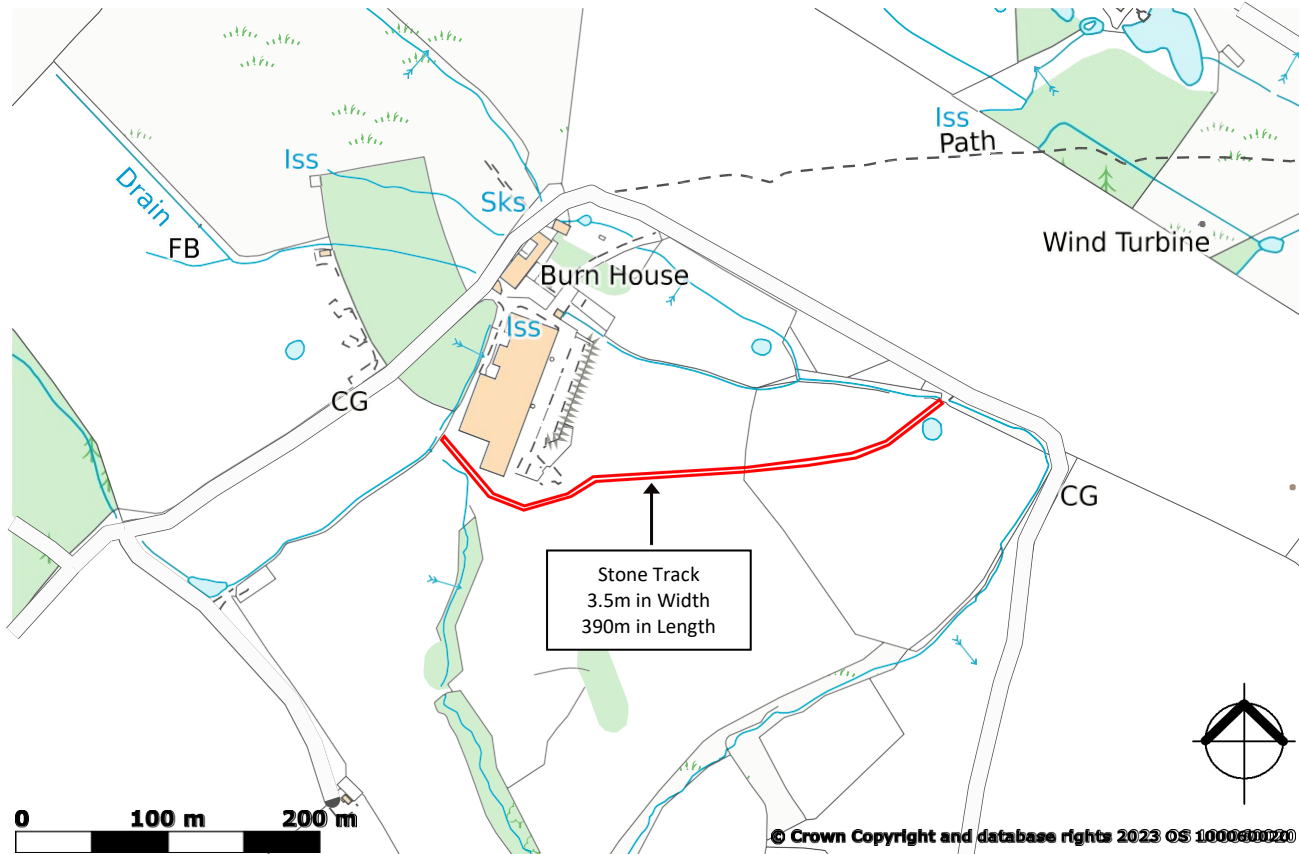 Iss
Path
Iss
Drain
Sks
FB
Wind Turbine
Burn House
Iss
CG
CG
Stone Track
3.5m in Width
390m in Length
0 100 m 200 m
© Crown Copyright and database rights 2023 OS 100060020